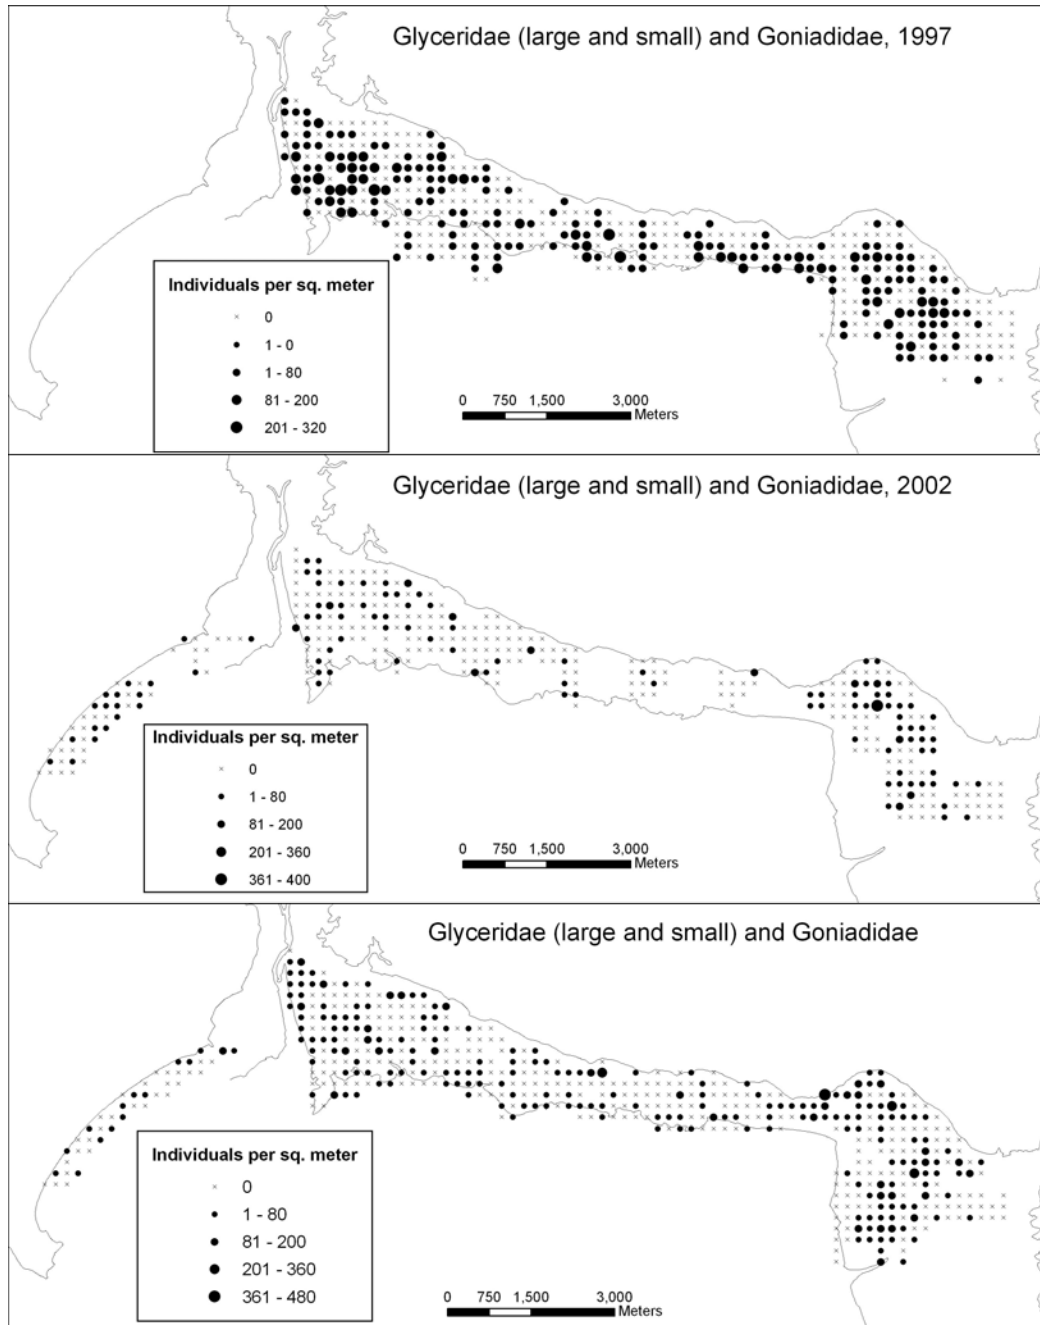 Glyceridae (large and small) and Goniadidae, 1997
Individuals per sq. meter
0
1 - 0
1 - 80
81 - 200
201 - 320
0 750 1,500 3,000
Meters
Glyceridae (large and small) and Goniadidae, 2002
Individuals per sq. meter
0
1 - 80
81 - 200
201 - 360
361 - 400
0 750 1,500 3,000
Meters
Glyceridae (large and small) and Goniadidae
Individuals per sq. meter
0
1 - 80
81 - 200
201 - 360
361 - 480
0 750 1,500 3,000
Meters